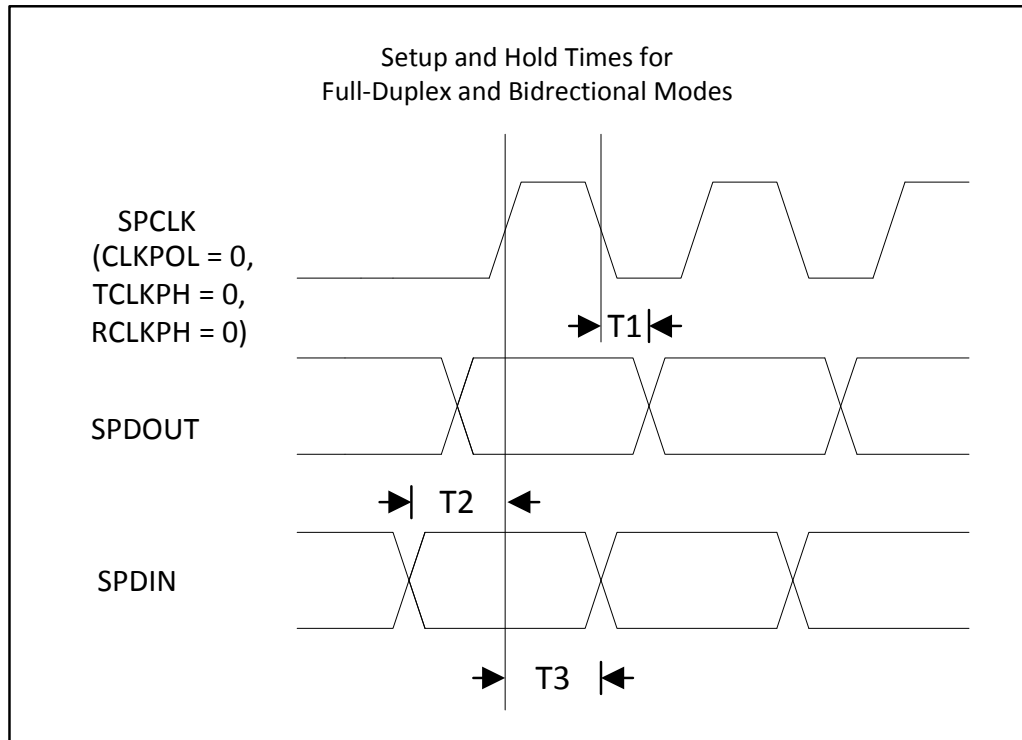 Setup and Hold Times for
Full-Duplex and Bidrectional Modes
SPCLK
(CLKPOL = 0,
TCLKPH = 0,
RCLKPH = 0)
T1
SPDOUT
T2
SPDIN
T3